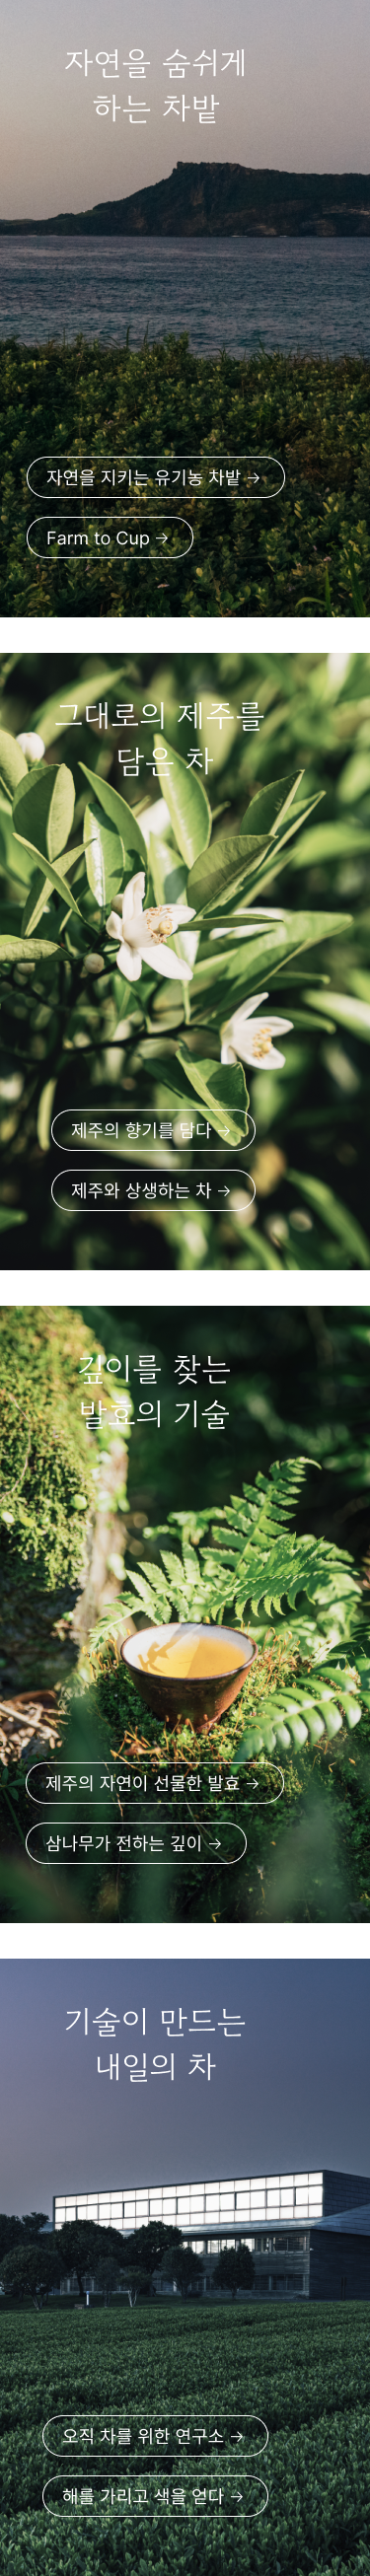 자연을 숨쉬게
하는 차밭
자연을 지키는 유기농 차밭 →
Farm to Cup →
그대로의 제주를
담은 차
제주의 향기를 담다 →
제주와 상생하는 차 →
깊이를 찾는
발효의 기술
제주의 자연이 선물한 발효 →
삼나무가 전하는 깊이 →
기술이 만드는
내일의 차
오직 차를 위한 연구소 →
해를 가리고 색을 얻다 →